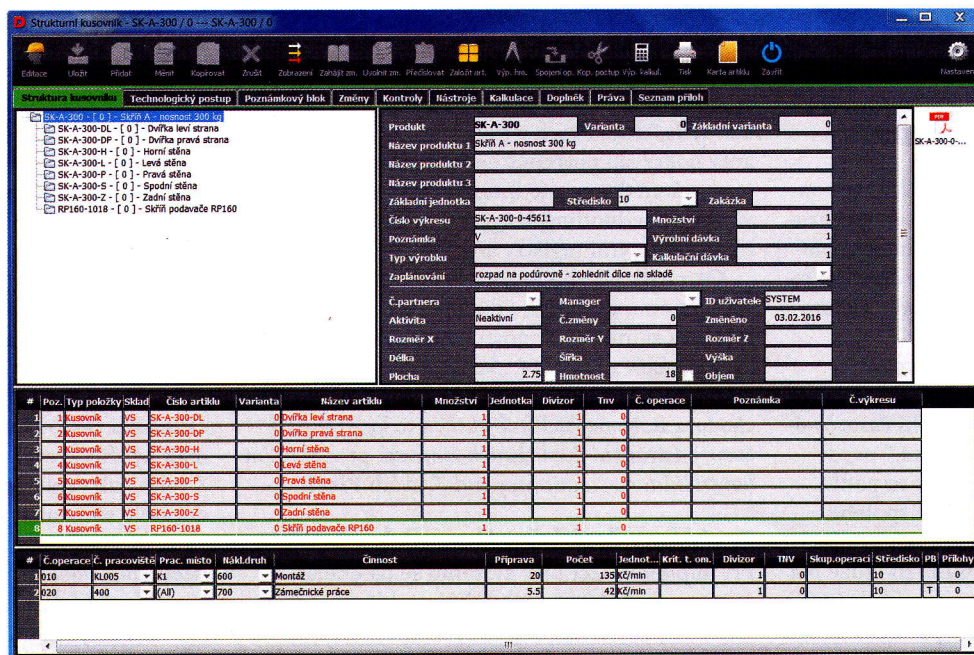 Strukturní kusovník - SK-A-300 / 0 --- SK-A-300 / 0
Editace Uložit Přidat Měnit Kopírovat Zrušit Zobrazení Zahájit zm. Uvolnit zm. Přečíslovat Založit art. Výp. hm. Spojení op. Kop. postup Výp. kalkul. Tisk Karta artiklu Zavřít Nastavení
Struktura kusovníku Technologický postup Poznámkový blok Změny Kontroly Nástroje Kalkulace Doplněk Práva Seznam příloh
SK-A-300 - [ 0 ] - Skříň A - nosnost 300 kg
SK-A-300-DL - [ 0 ] - Dvířka leví strana
SK-A-300-DP - [ 0 ] - Dvířka pravá strana
SK-A-300-H - [ 0 ] - Horní stěna
SK-A-300-L - [ 0 ] - Levá stěna
SK-A-300-P - [ 0 ] - Pravá stěna
SK-A-300-S - [ 0 ] - Spodní stěna
SK-A-300-Z - [ 0 ] - Zadní stěna
RP160-1018 - [ 0 ] - Skříň podavače RP160
Produkt SK-A-300 Varianta 0 Základní varianta 0
Název produktu 1 Skříň A - nosnost 300 kg
Název produktu 2
Název produktu 3
Základní jednotka Středisko 10 Zakázka
Číslo výkresu SK-A-300-0-45611 Množství 1
Poznámka V Výrobní dávka 1
Typ výrobku Kalkulační dávka 1
Zaplánování rozpad na podúrovně - zohlednit dílce na skladě
Č.partnera Manager ID uživatele SYSTEM
Aktivita Neaktivní Č.změny 0 Změněno 03.02.2016
Rozměr X Rozměr Y Rozměr Z
Délka Šířka Výška
Plocha 2.75 Hmotnost 18 Objem
PDF
SK-A-300-0-...
# Poz. Typ položky Sklad Číslo artiklu Varianta Název artiklu Množství Jednotka Divizor Tnv Č. operace Poznámka Č.výkresu
1 1 Kusovník VS SK-A-300-DL 0 Dvířka leví strana 1 1 0
2 2 Kusovník VS SK-A-300-DP 0 Dvířka pravá strana 1 1 0
3 3 Kusovník VS SK-A-300-H 0 Horní stěna 1 1 0
4 4 Kusovník VS SK-A-300-L 0 Levá stěna 1 1 0
5 5 Kusovník VS SK-A-300-P 0 Pravá stěna 1 1 0
6 6 Kusovník VS SK-A-300-S 0 Spodní stěna 1 1 0
7 7 Kusovník VS SK-A-300-Z 0 Zadní stěna 1 1 0
8 8 Kusovník VS RP160-1018 0 Skříň podavače RP160 1 1 0
# Č.operace Č. pracoviště Prac. místo Nákl.druh Činnost Příprava Počet Jednot... Krit. t. om. Divizor TNV Skup.operací Středisko PB Přílohy
1 010 KL005 K1 600 Montáž 20 135 Kč/min 1 0 10 0
2 020 400 (All) 700 Zámečnické práce 5.5 42 Kč/min 1 0 10 T 0